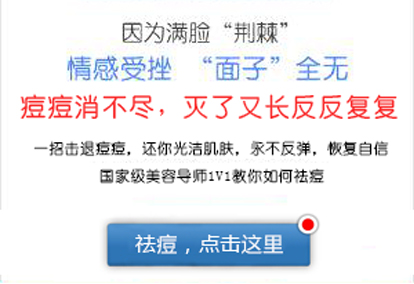 因为满脸“荆棘”
情感受挫 “面子”全无
痘痘消不尽，灭了又长反反复复
一招击退痘痘，还你光洁肌肤，永不反弹，恢复自信
国家级美容导师1V1教你如何祛痘
祛痘，点击这里